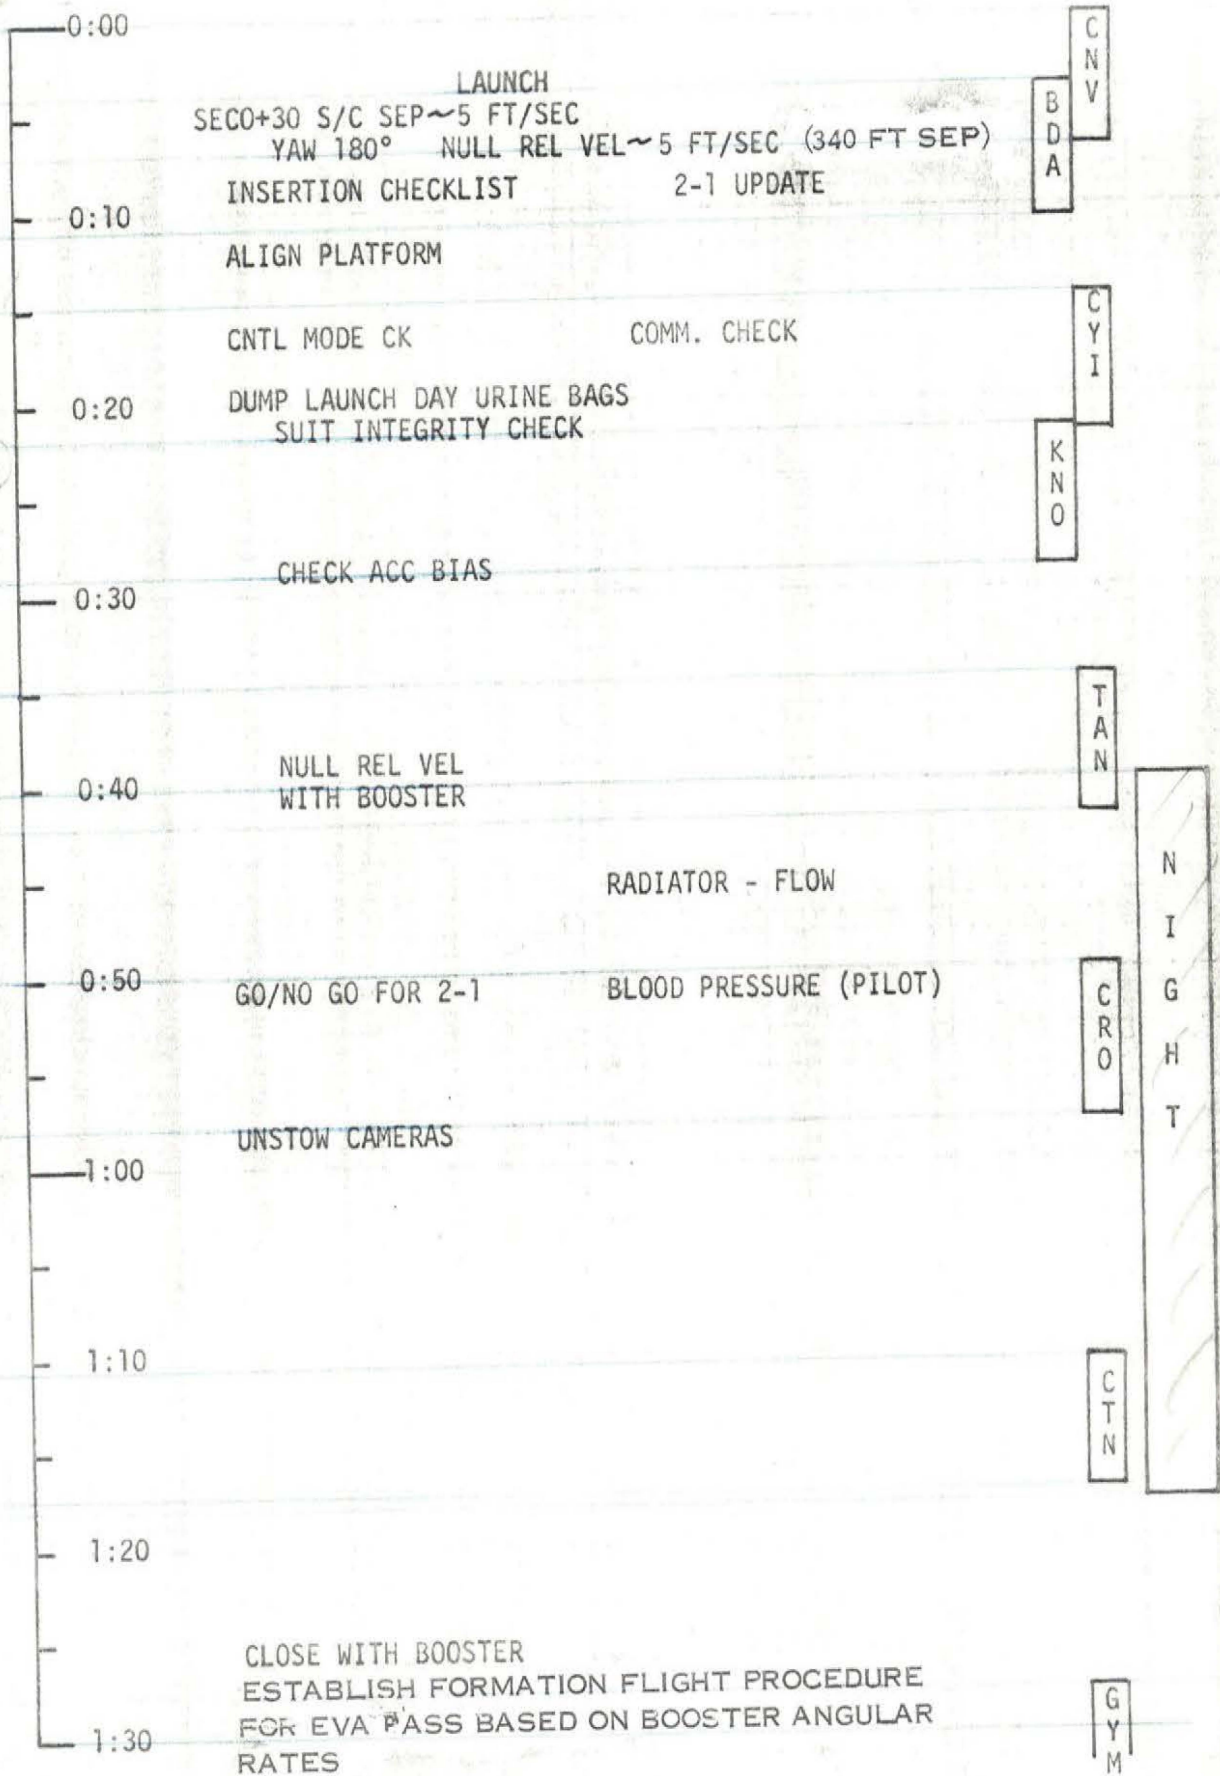 0:00
CNV
LAUNCH
BDA
SECO+30 S/C SEP~5 FT/SEC
YAW 180° NULL REL VEL~5 FT/SEC (340 FT SEP)
INSERTION CHECKLIST 2-1 UPDATE
0:10
ALIGN PLATFORM
CYI
CNTL MODE CK COMM. CHECK
0:20 DUMP LAUNCH DAY URINE BAGS
SUIT INTEGRITY CHECK
KNO
CHECK ACC BIAS
0:30
TAN
NULL REL VEL
0:40 WITH BOOSTER
NIGHT
RADIATOR - FLOW
0:50 GO/NO GO FOR 2-1 BLOOD PRESSURE (PILOT)
CRO
UNSTOW CAMERAS
1:00
1:10
CTN
1:20
CLOSE WITH BOOSTER
ESTABLISH FORMATION FLIGHT PROCEDURE
FOR EVA PASS BASED ON BOOSTER ANGULAR
GYM
1:30 RATES